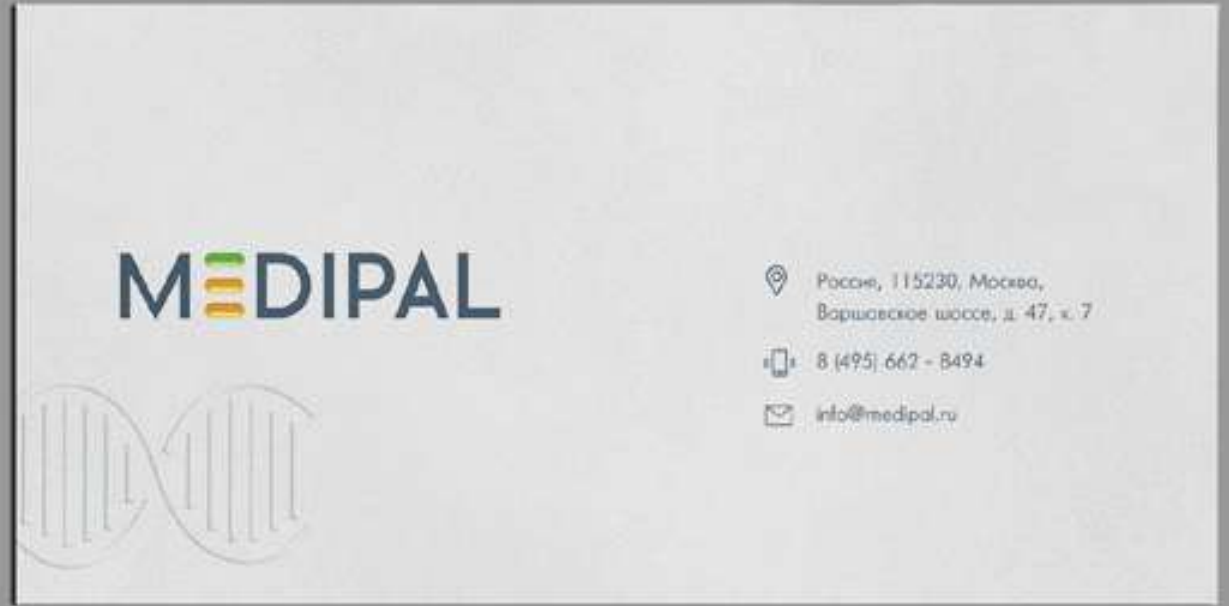 MEDIPAL
Россия, 115230, Москва,
Варшавское шоссе, д. 47, к. 7
8 (495) 662 - 8494
info@medipal.ru